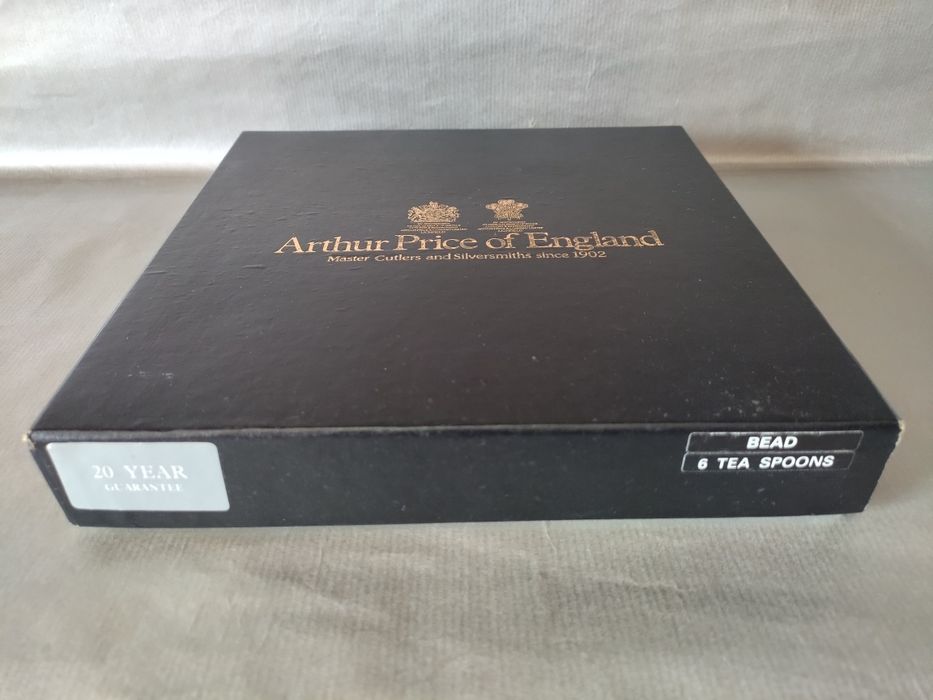 Arthur Price of England
Master Cutlers and Silversmiths since 1902
20 YEAR
GUARANTEE
BEAD
6 TEA SPOONS